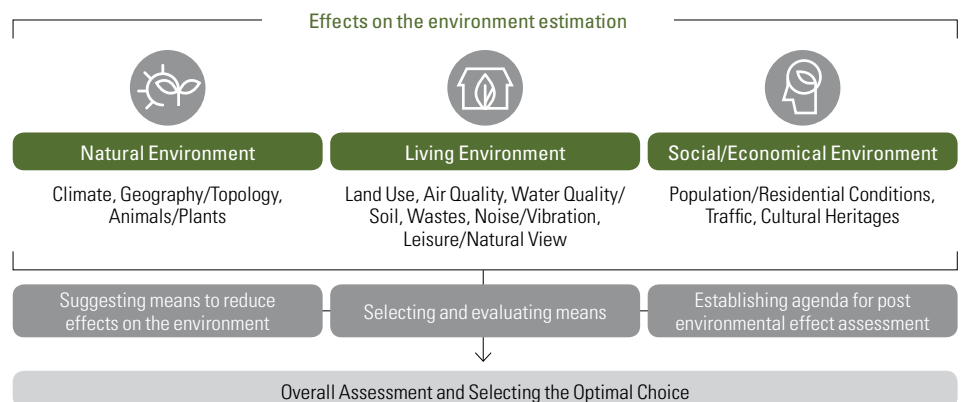 Effects on the environment estimation
Natural Environment
Climate, Geography/Topology,
Animals/Plants
Living Environment
Land Use, Air Quality, Water Quality/
Soil, Wastes, Noise/Vibration,
Leisure/Natural View
Social/Economical Environment
Population/Residential Conditions,
Traffic, Cultural Heritages
Suggesting means to reduce
effects on the environment
Selecting and evaluating means
Establishing agenda for post
environmental effect assessment
Overall Assessment and Selecting the Optimal Choice